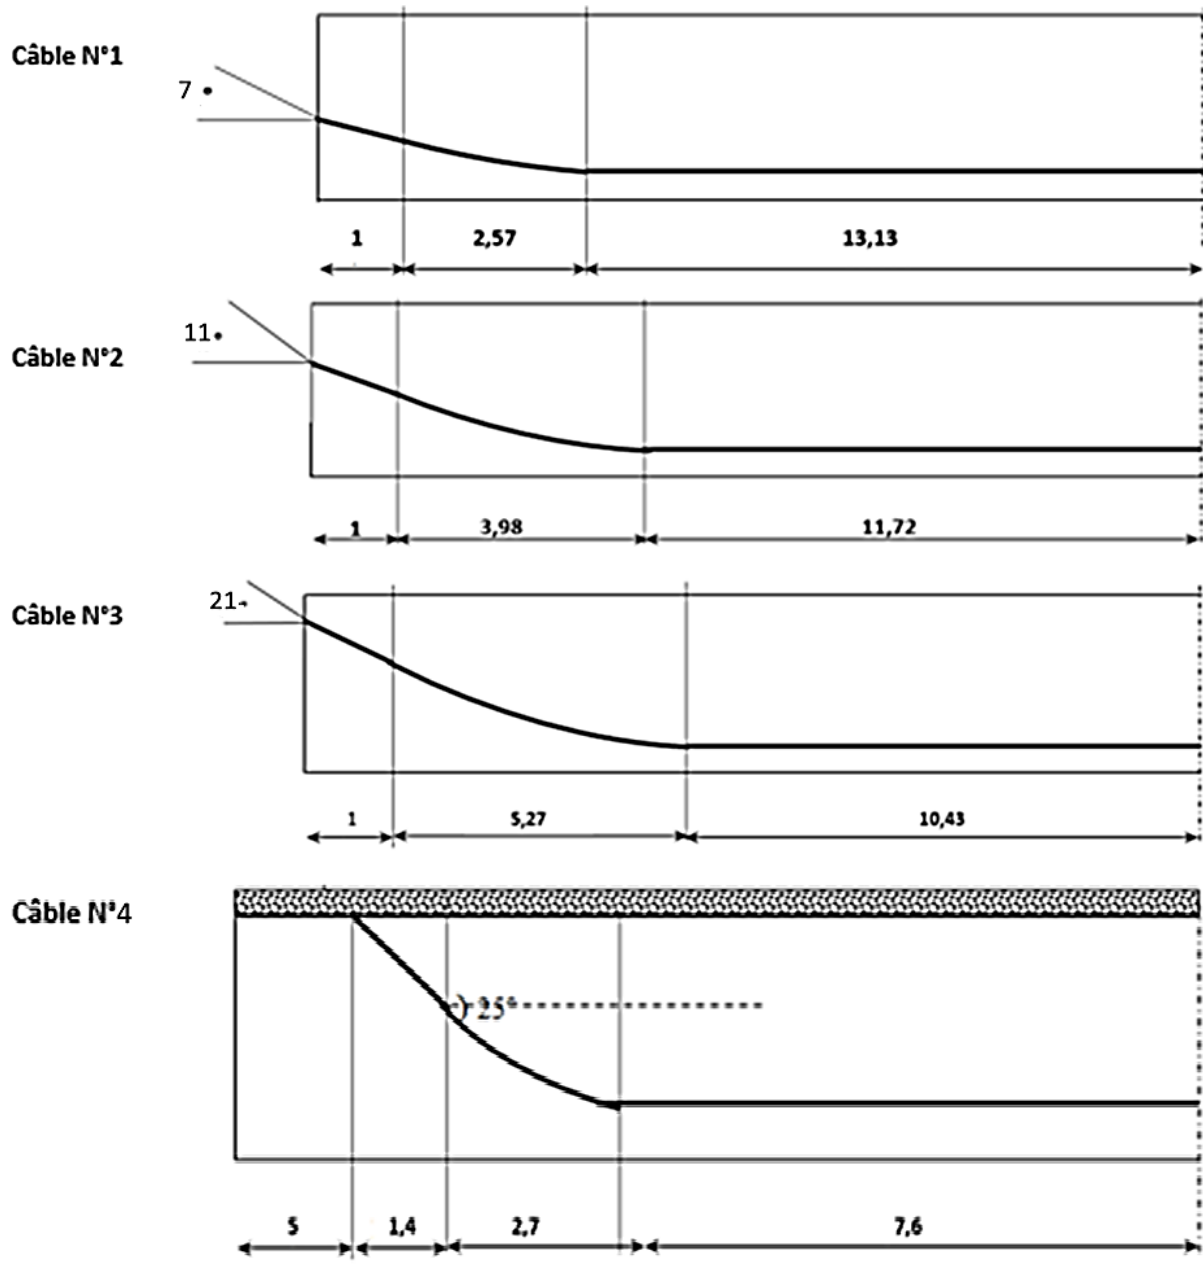 Câble N°1
7 •
1 2,57 13,13
Câble N°2
11•
1 3,98 11,72
Câble N°3
21-
1 5,27 10,43
Câble N°4
25°
5 1,4 2,7 7,6